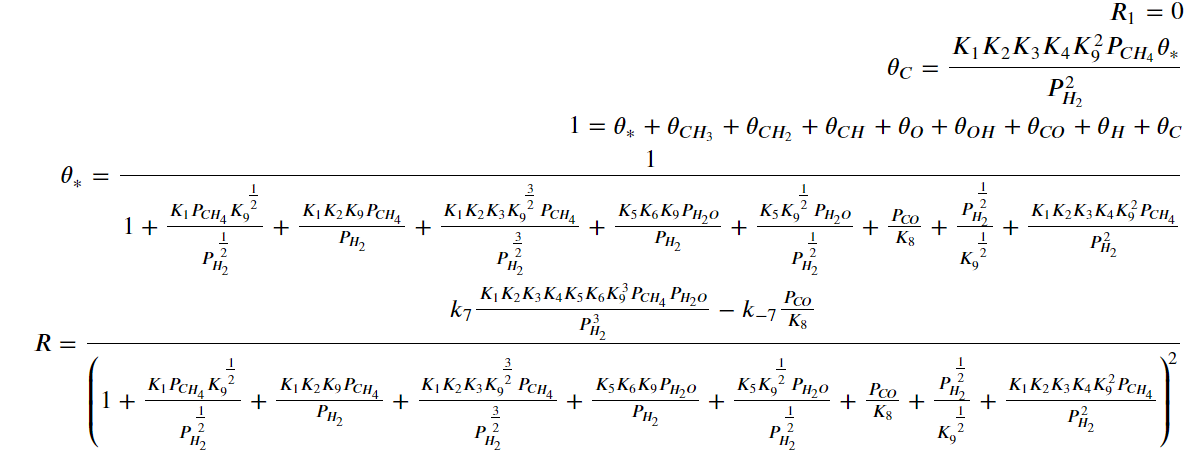 R_1 = 0
θ_C = \frac{K_1 K_2 K_3 K_4 K_9^2 P_{CH_4} θ_*}{P_{H_2}^2}
1 = θ_* + θ_{CH_3} + θ_{CH_2} + θ_{CH} + θ_O + θ_{OH} + θ_{CO} + θ_H + θ_C
θ_* = \frac{1}{1 + \frac{K_1 P_{CH_4} K_9^{\frac{1}{2}}}{P_{H_2}^{\frac{1}{2}}} + \frac{K_1 K_2 K_9 P_{CH_4}}{P_{H_2}} + \frac{K_1 K_2 K_3 K_9^{\frac{3}{2}} P_{CH_4}}{P_{H_2}^{\frac{3}{2}}} + \frac{K_5 K_6 K_9 P_{H_2O}}{P_{H_2}} + \frac{K_5 K_9^{\frac{1}{2}} P_{H_2O}}{P_{H_2}^{\frac{1}{2}}} + \frac{P_{CO}}{K_8} + \frac{P_{H_2}^{\frac{1}{2}}}{K_9^{\frac{1}{2}}} + \frac{K_1 K_2 K_3 K_4 K_9^2 P_{CH_4}}{P_{H_2}^2}}
R = \frac{k_7 \frac{K_1 K_2 K_3 K_4 K_5 K_6 K_9^3 P_{CH_4} P_{H_2O}}{P_{H_2}^3} - k_{-7} \frac{P_{CO}}{K_8}}{\left(1 + \frac{K_1 P_{CH_4} K_9^{\frac{1}{2}}}{P_{H_2}^{\frac{1}{2}}} + \frac{K_1 K_2 K_9 P_{CH_4}}{P_{H_2}} + \frac{K_1 K_2 K_3 K_9^{\frac{3}{2}} P_{CH_4}}{P_{H_2}^{\frac{3}{2}}} + \frac{K_5 K_6 K_9 P_{H_2O}}{P_{H_2}} + \frac{K_5 K_9^{\frac{1}{2}} P_{H_2O}}{P_{H_2}^{\frac{1}{2}}} + \frac{P_{CO}}{K_8} + \frac{P_{H_2}^{\frac{1}{2}}}{K_9^{\frac{1}{2}}} + \frac{K_1 K_2 K_3 K_4 K_9^2 P_{CH_4}}{P_{H_2}^2}\right)^2}